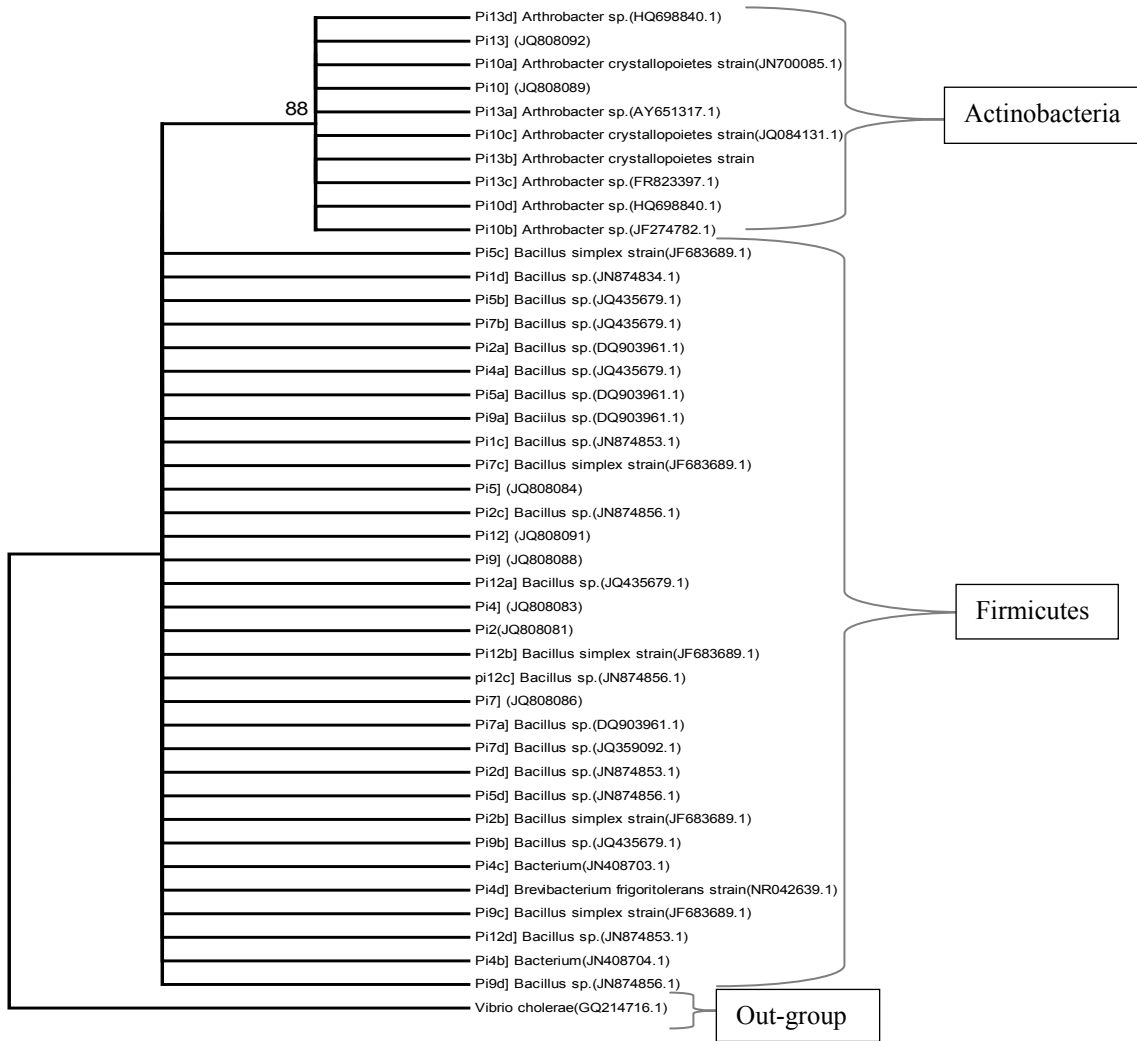 Pi13d] Arthrobacter sp.(HQ698840.1)
Pi13] (JQ808092)
Pi10a] Arthrobacter crystallopoietes strain(JN700085.1)
Pi10] (JQ808089)
88
Pi13a] Arthrobacter sp.(AY651317.1)
Actinobacteria
Pi10c] Arthrobacter crystallopoietes strain(JQ084131.1)
Pi13b] Arthrobacter crystallopoietes strain
Pi13c] Arthrobacter sp.(FR823397.1)
Pi10d] Arthrobacter sp.(HQ698840.1)
Pi10b] Arthrobacter sp.(JF274782.1)
Pi5c] Bacillus simplex strain(JF683689.1)
Pi1d] Bacillus sp.(JN874834.1)
Pi5b] Bacillus sp.(JQ435679.1)
Pi7b] Bacillus sp.(JQ435679.1)
Pi2a] Bacillus sp.(DQ903961.1)
Pi4a] Bacillus sp.(JQ435679.1)
Pi5a] Bacillus sp.(DQ903961.1)
Pi9a] Baciilus sp.(DQ903961.1)
Pi1c] Bacillus sp.(JN874853.1)
Pi7c] Bacillus simplex strain(JF683689.1)
Pi5] (JQ808084)
Pi2c] Bacillus sp.(JN874856.1)
Pi12] (JQ808091)
Pi9] (JQ808088)
Pi12a] Bacillus sp.(JQ435679.1)
Pi4] (JQ808083)
Firmicutes
Pi2(JQ808081)
Pi12b] Bacillus simplex strain(JF683689.1)
pi12c] Bacillus sp.(JN874856.1)
Pi7] (JQ808086)
Pi7a] Bacillus sp.(DQ903961.1)
Pi7d] Bacillus sp.(JQ359092.1)
Pi2d] Bacillus sp.(JN874853.1)
Pi5d] Bacillus sp.(JN874856.1)
Pi2b] Bacillus simplex strain(JF683689.1)
Pi9b] Bacillus sp.(JQ435679.1)
Pi4c] Bacterium(JN408703.1)
Pi4d] Brevibacterium frigoritolerans strain(NR042639.1)
Pi9c] Bacillus simplex strain(JF683689.1)
Pi12d] Bacillus sp.(JN874853.1)
Pi4b] Bacterium(JN408704.1)
Pi9d] Bacillus sp.(JN874856.1)
Vibrio cholerae(GQ214716.1)
Out-group